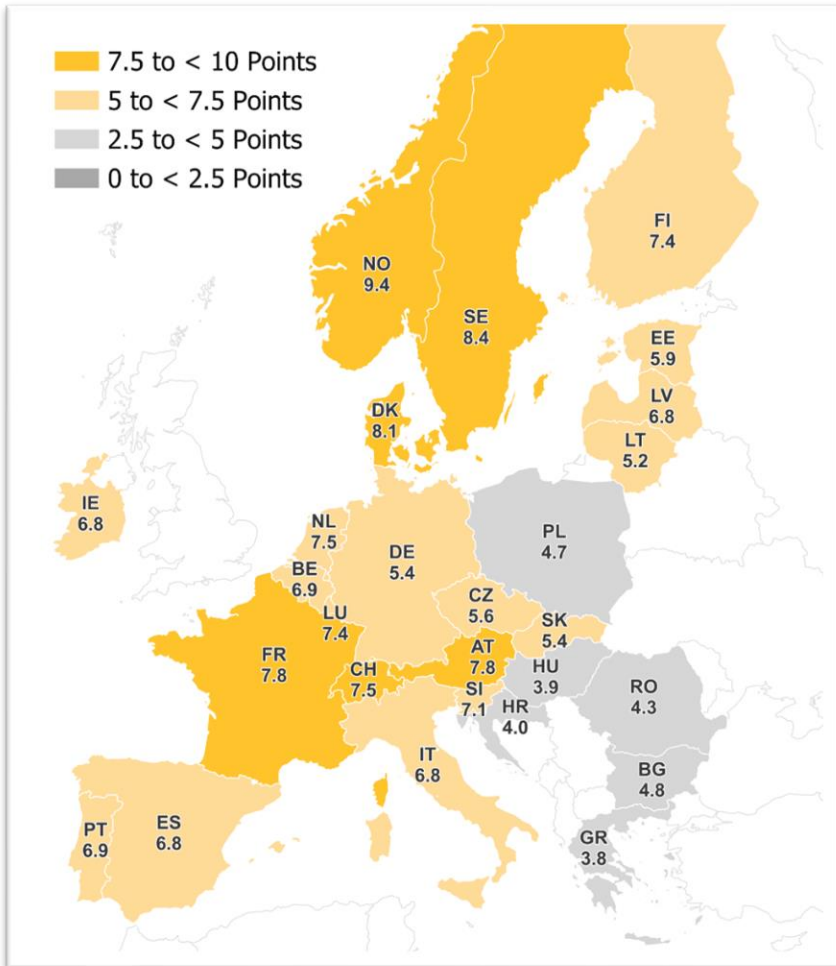 7.5 to < 10 Points
5 to < 7.5 Points
2.5 to < 5 Points
0 to < 2.5 Points
FI
7.4
NO
9.4
SE
8.4
EE
5.9
LV
6.8
LT
5.2
DK
8.1
IE
6.8
NL
7.5
DE
5.4
PL
4.7
BE
6.9
CZ
5.6
LU
7.4
SK
5.4
FR
7.8
AT
7.8
CH
7.5
HU
3.9
SI
7.1
RO
4.3
HR
4.0
IT
6.8
BG
4.8
PT
6.9
ES
6.8
GR
3.8